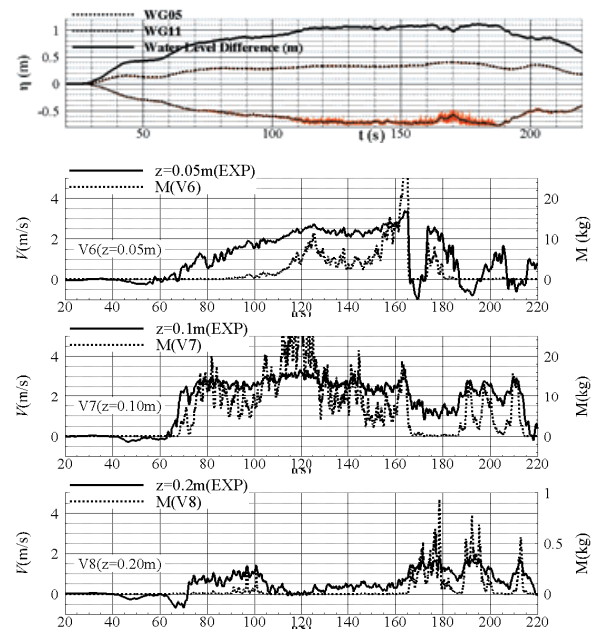 WG05
WG11
Water Level Difference (m)
η (m)
1
0.5
0
-0.5
50 100 150 200
t (s)
z=0.05m(EXP)
M(V6)
V(m/s)
4
2
0
V6(z=0.05m)
M (kg)
20
10
0
20 40 60 80 100 120 140 160 180 200 220
z=0.1m(EXP)
M(V7)
V(m/s)
4
2
0
V7(z=0.10m)
M(kg)
20
10
0
20 40 60 80 100 120 140 160 180 200 220
z=0.2m(EXP)
M(V8)
V(m/s)
4
2
0
V8(z=0.20m)
M(kg)
1
0.5
0
20 40 60 80 100 120 140 160 180 200 220